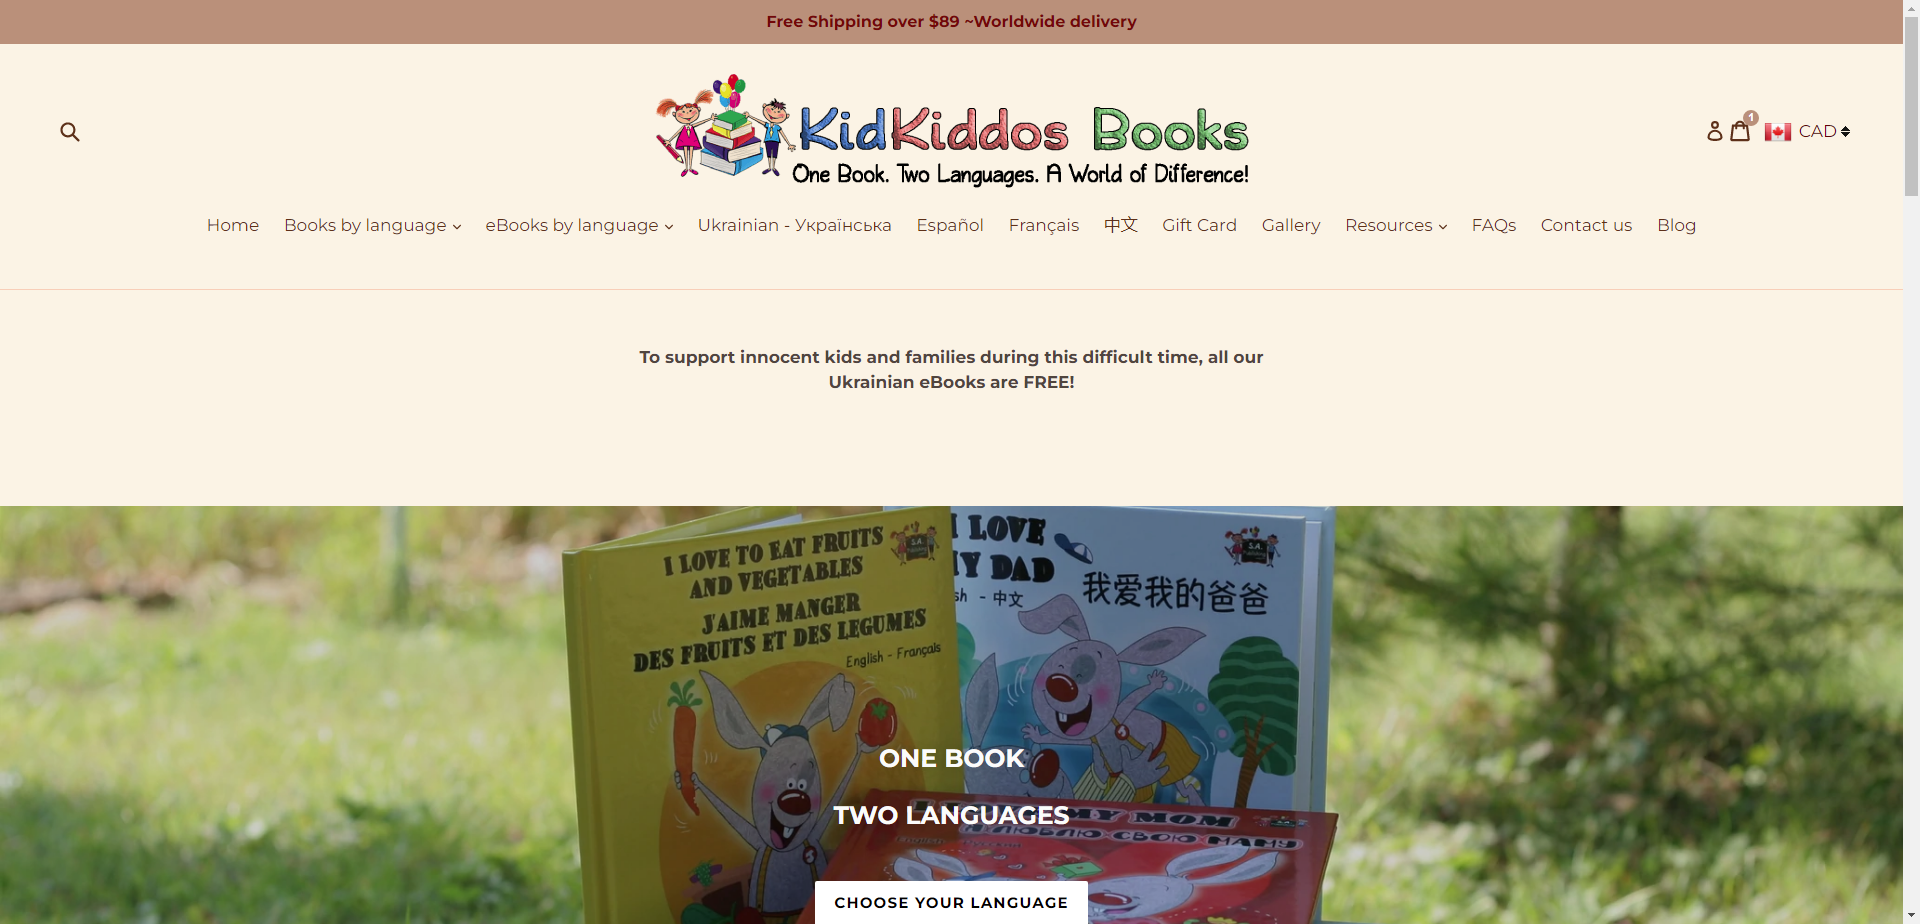 Free Shipping over $89 ~Worldwide delivery
KidKiddos Books
One Book. Two Languages. A World of Difference!
1
CAD
Home
Books by language
eBooks by language
Ukrainian - Українська
Español
Français
中文
Gift Card
Gallery
Resources
FAQs
Contact us
Blog
To support innocent kids and families during this difficult time, all our
Ukrainian eBooks are FREE!
I LOVE TO EAT FRUITS
AND VEGETABLES
J'AIME MANGER
DES FRUITS ET DES LEGUMES
English - Français
S.A.
I LOVE
MY DAD
sh - 中文
我爱我的爸爸
S.A.
ONE BOOK
TWO LANGUAGES
MY MOM
Я ЛЮБЛЮ СВОЮ МАМУ
CHOOSE YOUR LANGUAGE